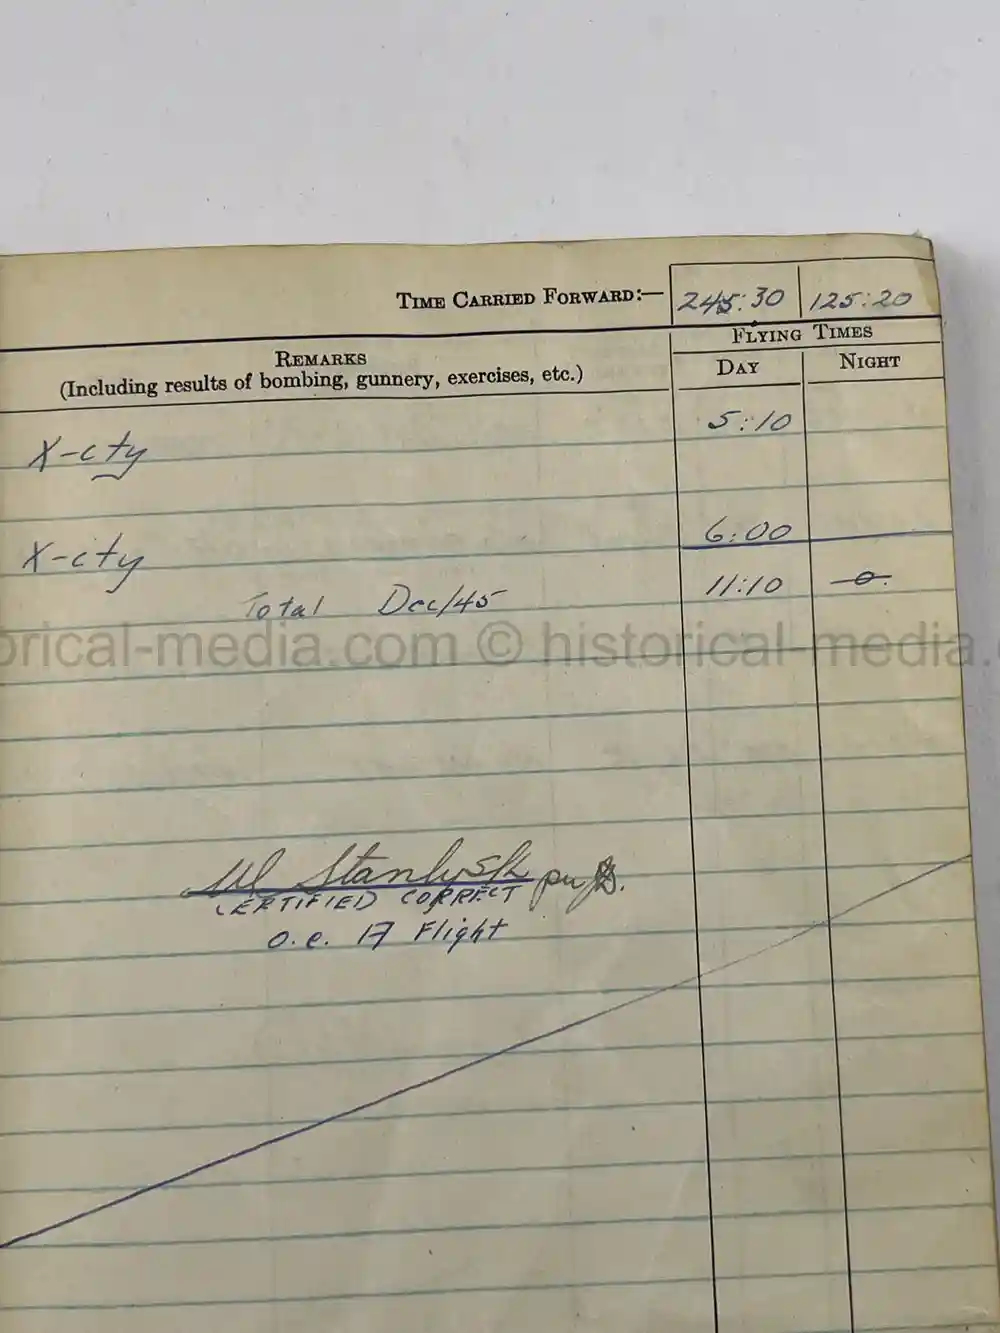 TIME CARRIED FORWARD:— 245:30 125:20
FLYING TIMES
REMARKS DAY NIGHT
(Including results of bombing, gunnery, exercises, etc.)
X-cty 5:10
X-cty 6:00
Total Dec/45 11:10 -0-
orical-media.com © historical-media.
CERTIFIED CORRECT
o.c. 17 Flight